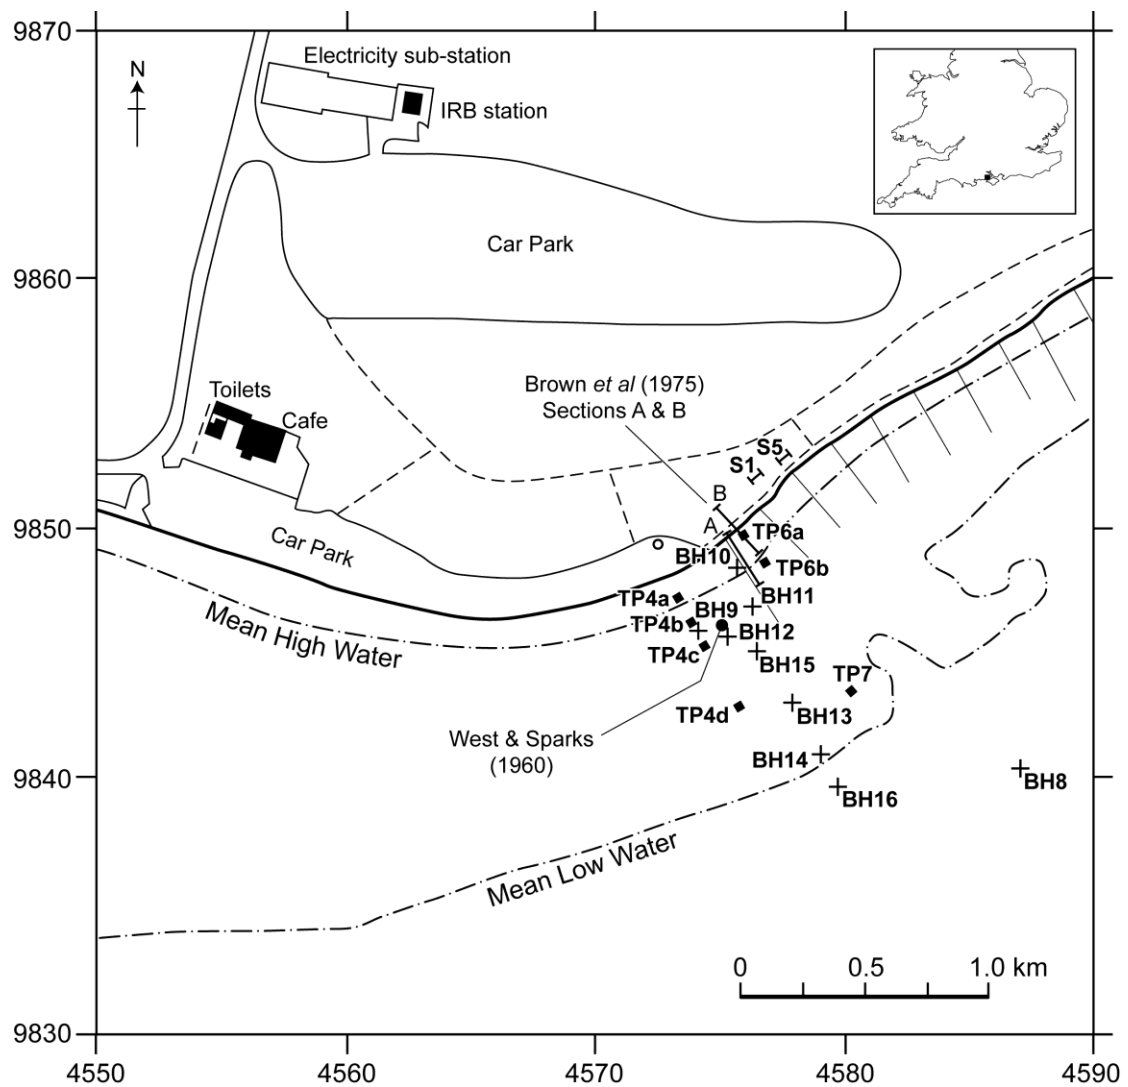 9870
Electricity sub-station
N
IRB station
Car Park
9860
Brown et al (1975)
Sections A & B
Toilets
Cafe
S5
S1
B
A
9850
TP6a
Car Park
BH10
TP6b
TP4a
BH9
BH11
Mean High Water
TP4b
BH12
TP4c
BH15
TP7
TP4d
BH13
West & Sparks
(1960)
BH14
9840
BH8
BH16
Mean Low Water
0 0.5 1.0 km
9830
4550 4560 4570 4580 4590